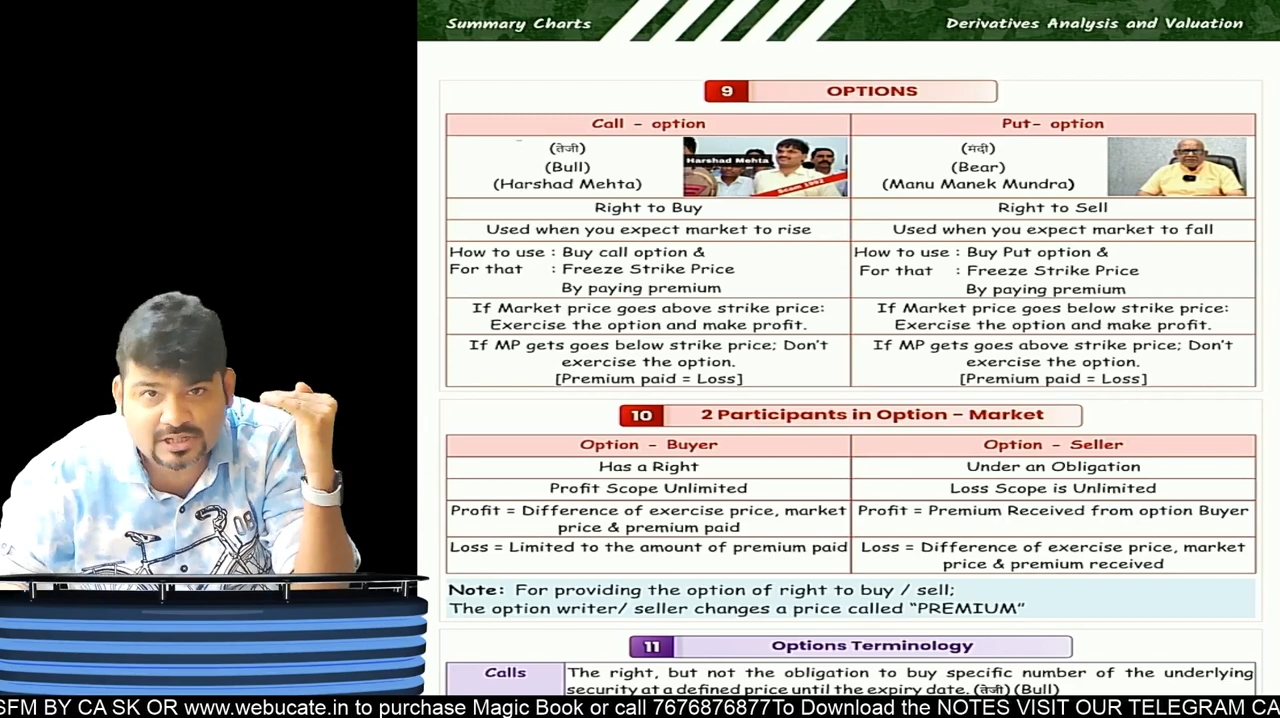 Summary Charts
Derivatives Analysis and Valuation
9 OPTIONS
Call - option
Put- option
(तेजी)
(Bull)
(Harshad Mehta)
Harshad Mehta
Scam 1992
(मंदी)
(Bear)
(Manu Manek Mundra)
Right to Buy
Right to Sell
Used when you expect market to rise
Used when you expect market to fall
How to use : Buy call option &
For that : Freeze Strike Price
By paying premium
How to use : Buy Put option &
For that : Freeze Strike Price
By paying premium
If Market price goes above strike price:
Exercise the option and make profit.
If Market price goes below strike price:
Exercise the option and make profit.
If MP gets goes below strike price; Don't
exercise the option.
[Premium paid = Loss]
If MP gets goes above strike price; Don't
exercise the option.
[Premium paid = Loss]
10 2 Participants in Option – Market
Option - Buyer
Option - Seller
Has a Right
Under an Obligation
Profit Scope Unlimited
Loss Scope is Unlimited
Profit = Difference of exercise price, market
price & premium paid
Profit = Premium Received from option Buyer
Loss = Limited to the amount of premium paid
Loss = Difference of exercise price, market
price & premium received
Note: For providing the option of right to buy / sell;
The option writer/ seller changes a price called "PREMIUM"
11 Options Terminology
Calls
The right, but not the obligation to buy specific number of the underlying
security at a defined price until the expiry date. (तेजी) (Bull)
08
SFM BY CA SK OR www.webucate.in to purchase Magic Book or call 7676876877To Download the NOTES VISIT OUR TELEGRAM CA